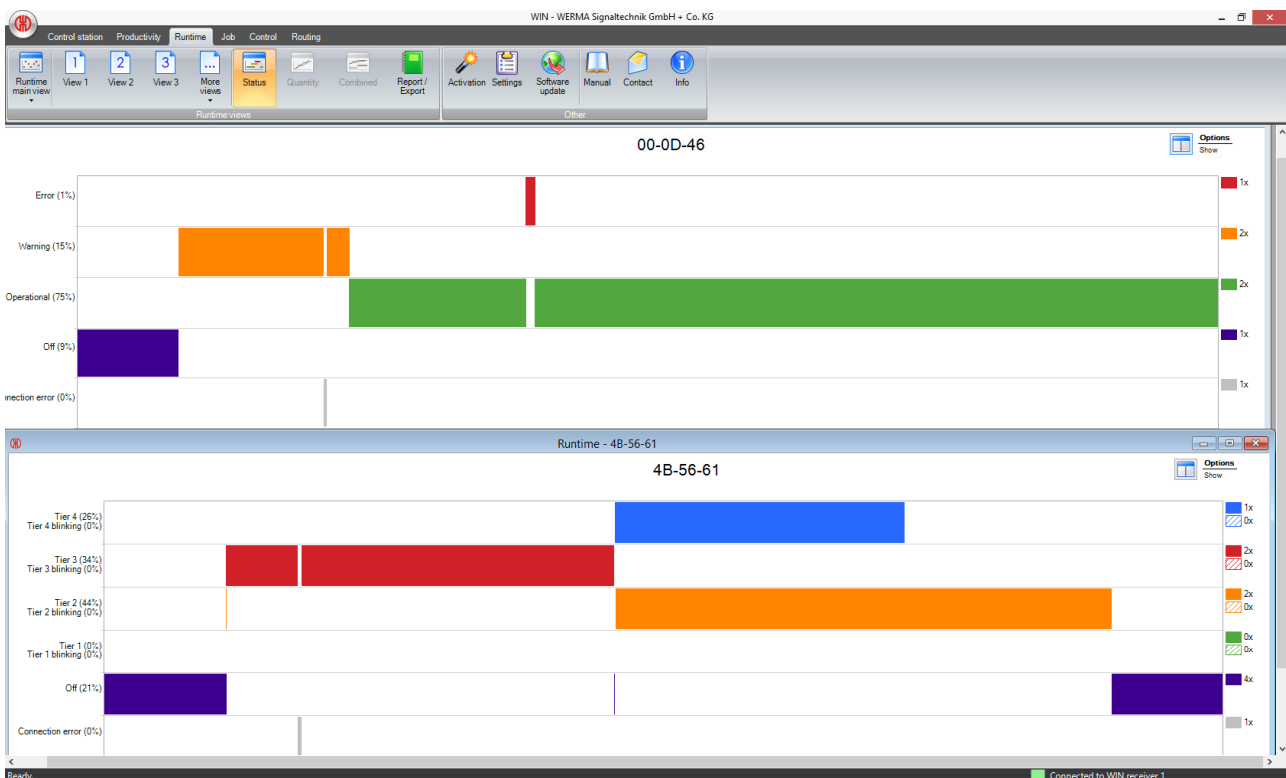 WIN - WERMA Signaltechnik GmbH + Co. KG
Control station Productivity Runtime Job Control Routing
Runtime main view
1 View 1
2 View 2
3 View 3
... More views
Status
Quantity
Combined
Report / Export
Activation
Settings
Software update
Manual
Contact
Info
Runtime views
Other
00-0D-46
Options
Show
Error (1%)
1x
Warning (15%)
2x
Operational (75%)
2x
Off (9%)
1x
nnection error (0%)
1x
Runtime - 4B-56-61
4B-56-61
Options
Show
Tier 4 (26%)
1x
Tier 4 blinking (0%)
0x
Tier 3 (34%)
2x
Tier 3 blinking (0%)
0x
Tier 2 (44%)
2x
Tier 2 blinking (0%)
0x
Tier 1 (0%)
0x
Tier 1 blinking (0%)
0x
Off (21%)
4x
Connection error (0%)
1x
Ready.
Connected to WIN receiver 1